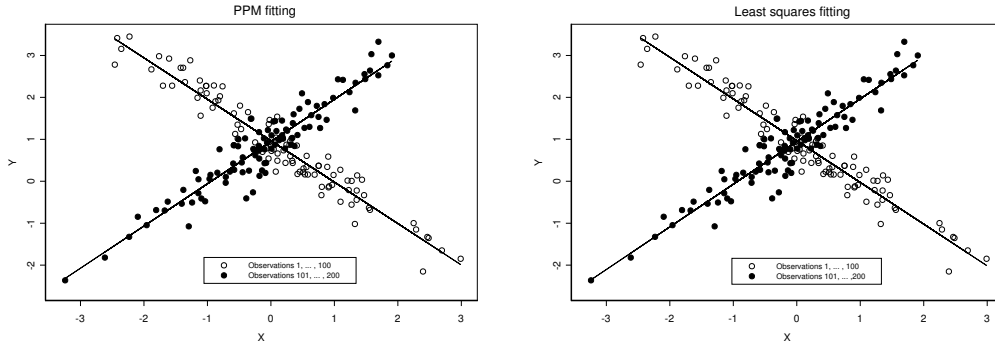 PPM fitting
Y
3
2
1
0
-1
-2
Observations 1, ... , 100
Observations 101, ... , 200
-3
-2
-1
0
1
2
3
X
Least squares fitting
Y
3
2
1
0
-1
-2
Observations 1, ... , 100
Observations 101, ... ,200
-3
-2
-1
0
1
2
3
X